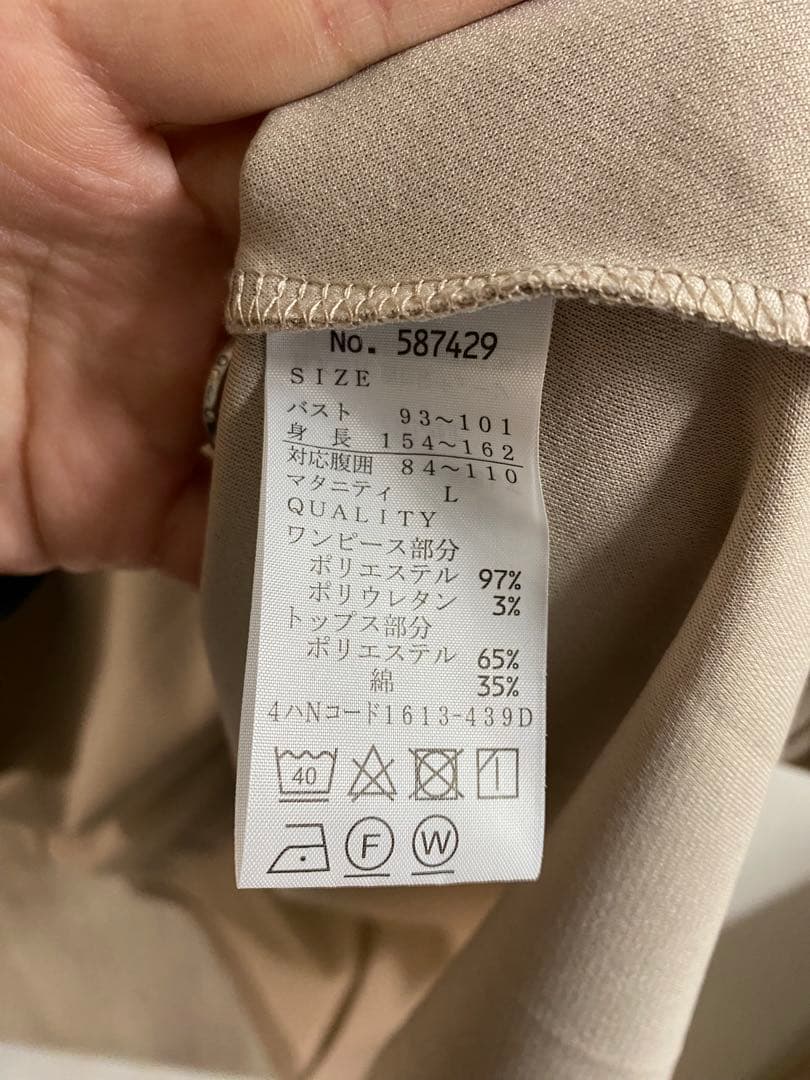 No. 587429
SIZE
バスト 93~101
身 長 154~162
対応腹囲 84~110
マタニティ L
QUALITY
ワンピース部分
ポリエステル 97%
ポリウレタン 3%
トップス部分
ポリエステル 65%
綿 35%
4ハNコード1613-439D
40
F W